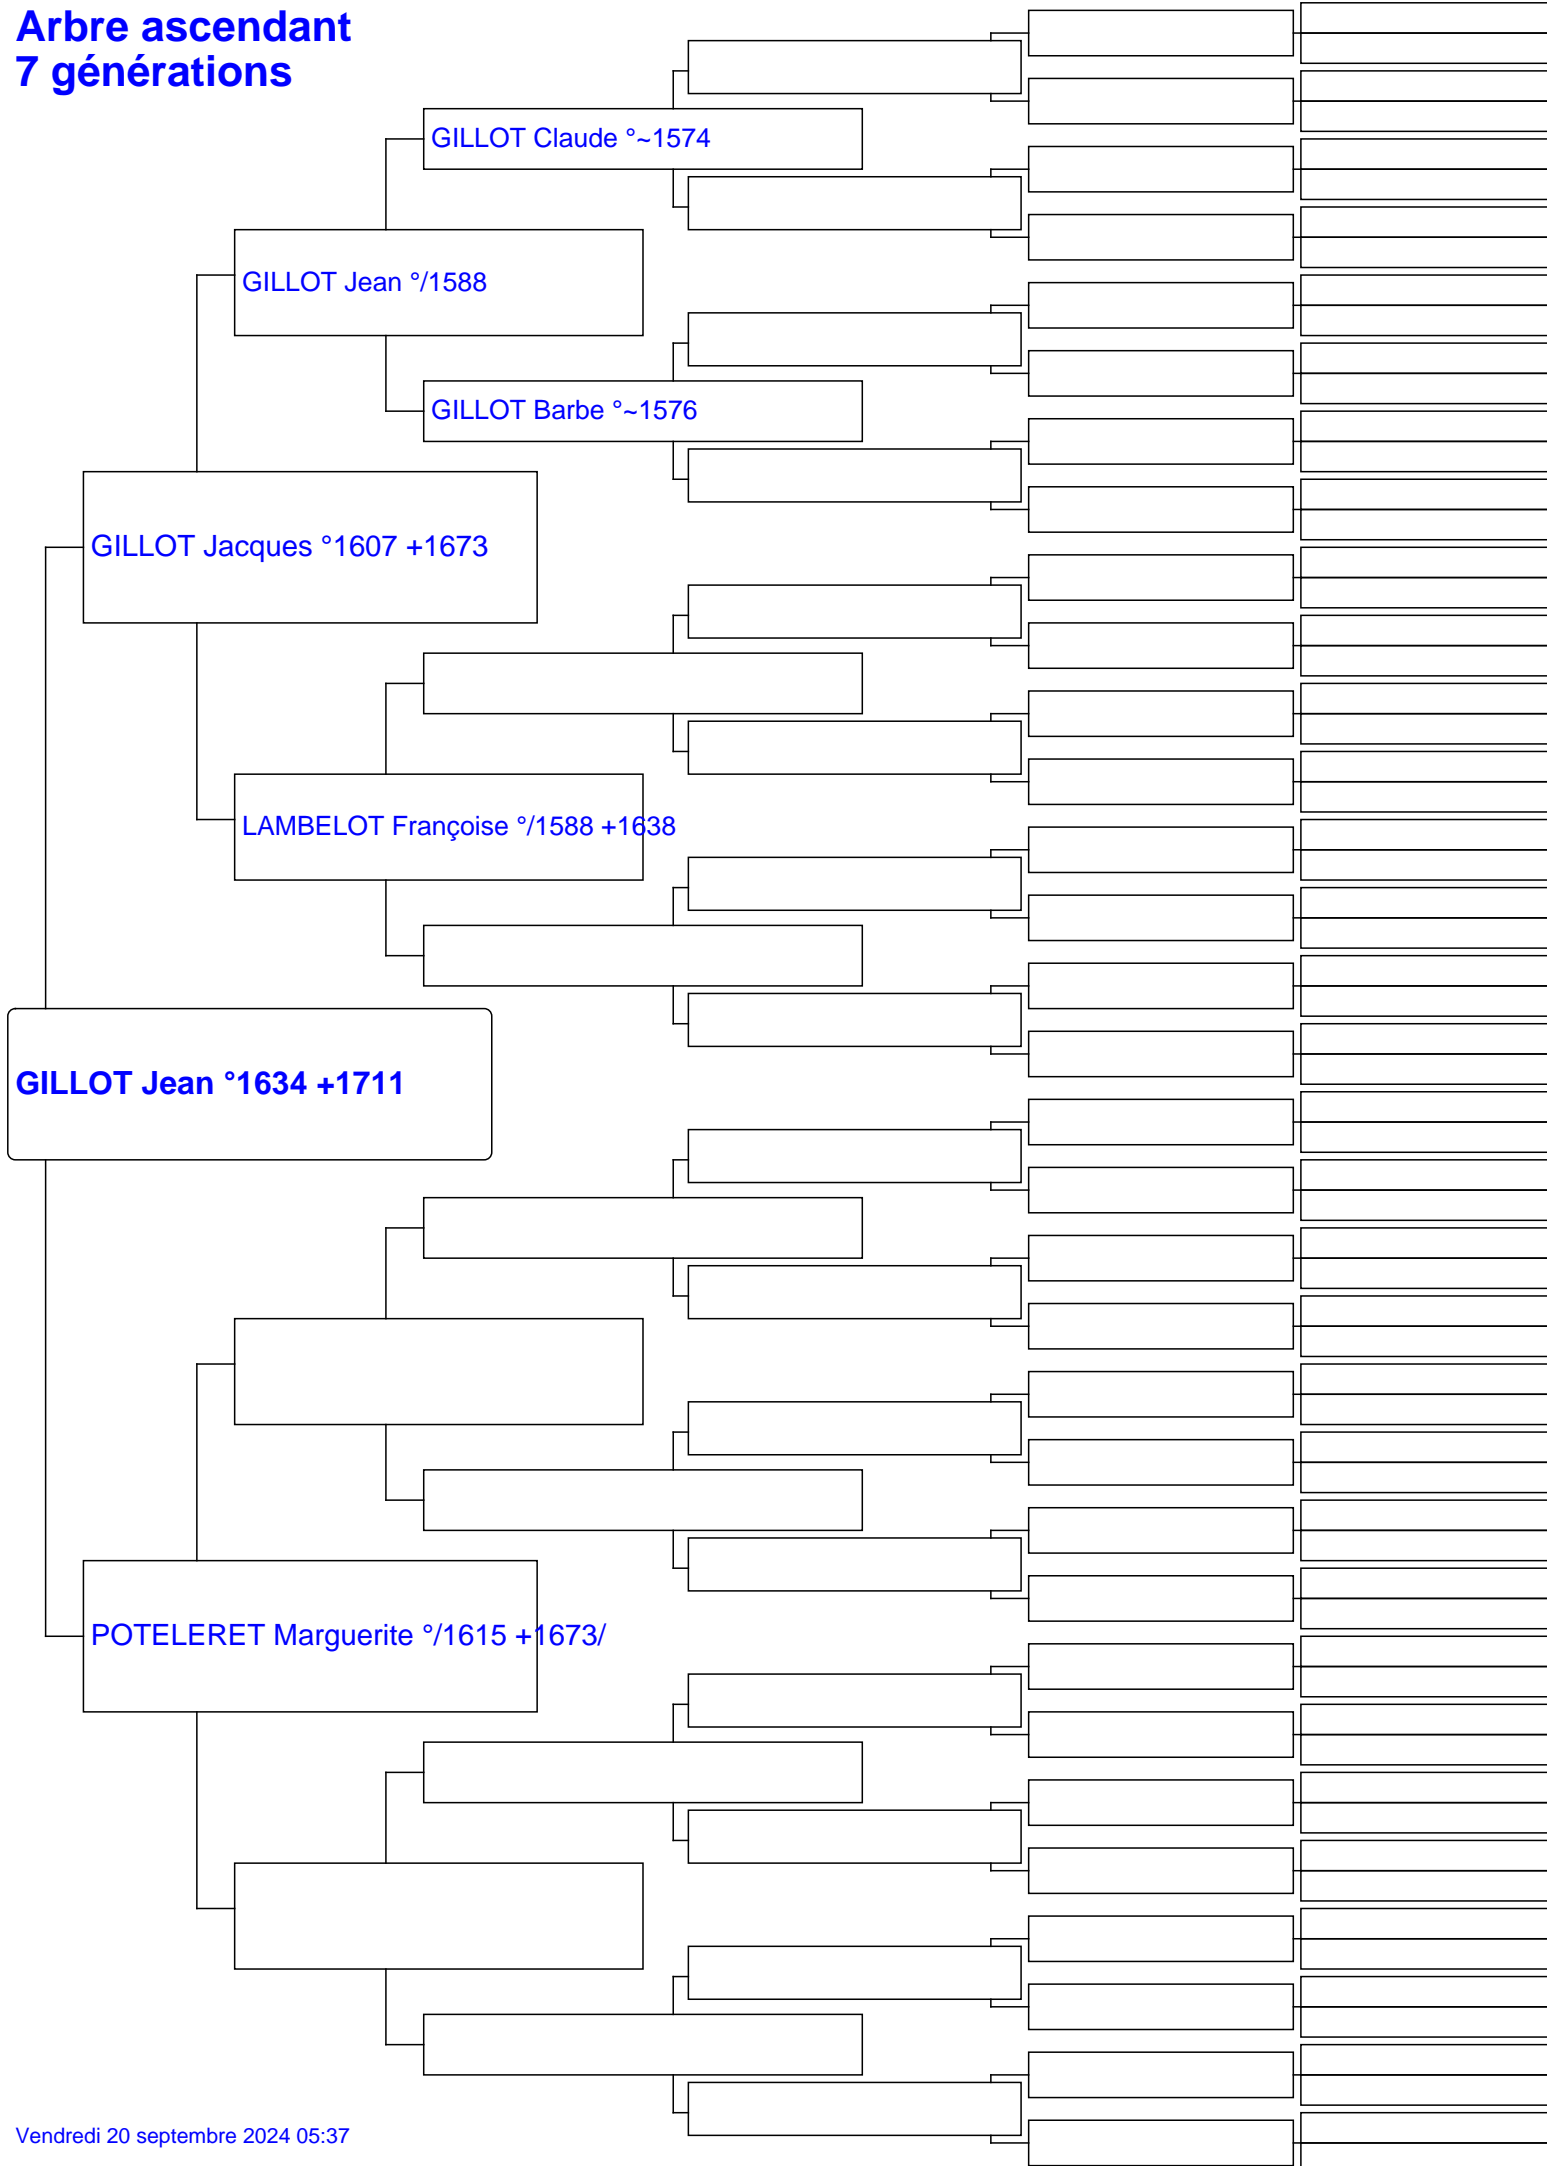 Arbre ascendant
7 générations
GILLOT Claude °~1574
GILLOT Jean °/1588
GILLOT Barbe °~1576
GILLOT Jacques °1607 +1673
LAMBELOT Françoise °/1588 +1638
GILLOT Jean °1634 +1711
POTELERET Marguerite °/1615 +1673/
Vendredi 20 septembre 2024 05:37